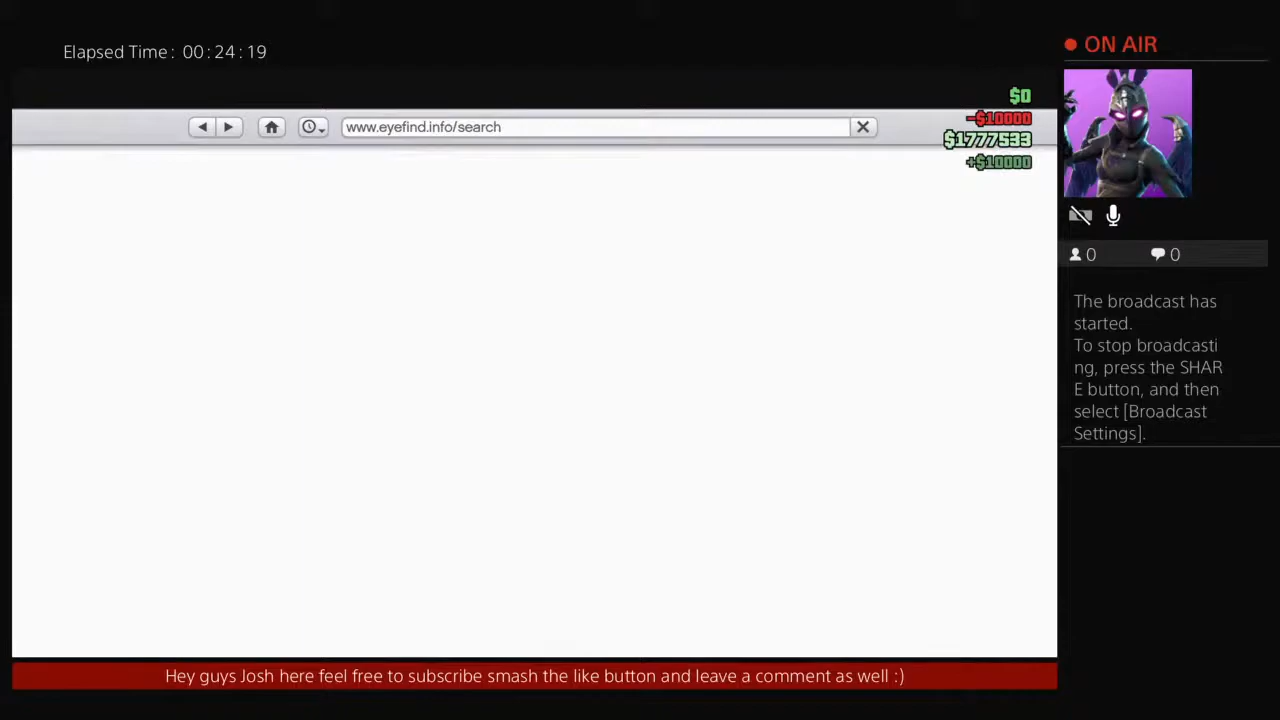 Elapsed Time: 00:24:19
ON AIR
www.eyefind.info/search
$0
-$10000
$1777533
+$10000
0 0
The broadcast has
started.
To stop broadcasti
ng, press the SHAR
E button, and then
select [Broadcast
Settings].
Hey guys Josh here feel free to subscribe smash the like button and leave a comment as well :)